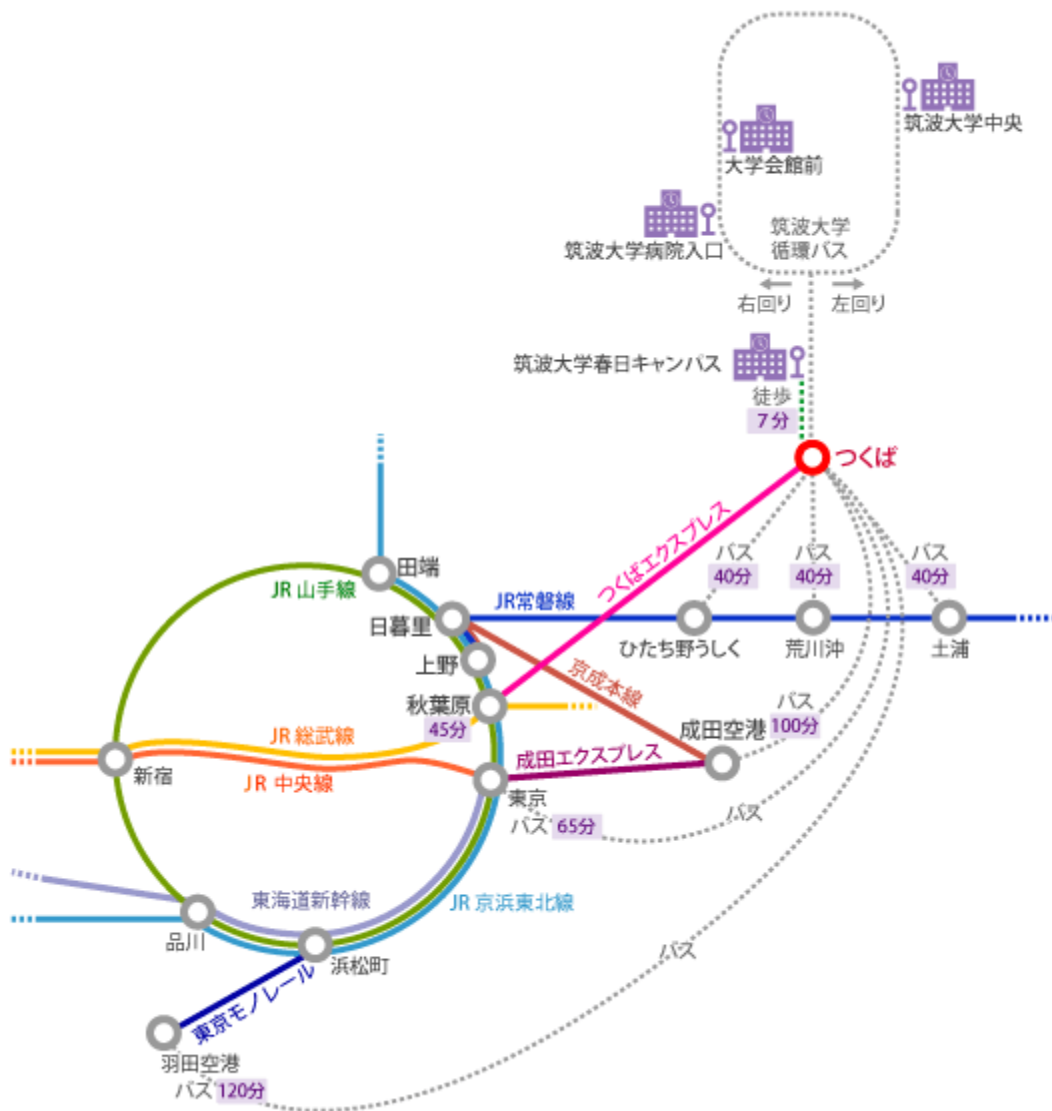 筑波大学中央
大学会館前
筑波大学病院入口
筑波大学
循環バス
右回り
左回り
筑波大学春日キャンパス
徒歩
7分
つくば
つくばエクスプレス
バス
40分
バス
40分
バス
40分
田端
JR 山手線
日暮里
JR常磐線
ひたち野うしく
荒川沖
土浦
上野
京成本線
秋葉原
45分
成田空港
バス
100分
JR 総武線
成田エクスプレス
JR 中央線
新宿
東京
バス 65分
バス
東海道新幹線
JR 京浜東北線
品川
浜松町
バス
東京モノレール
羽田空港
バス 120分